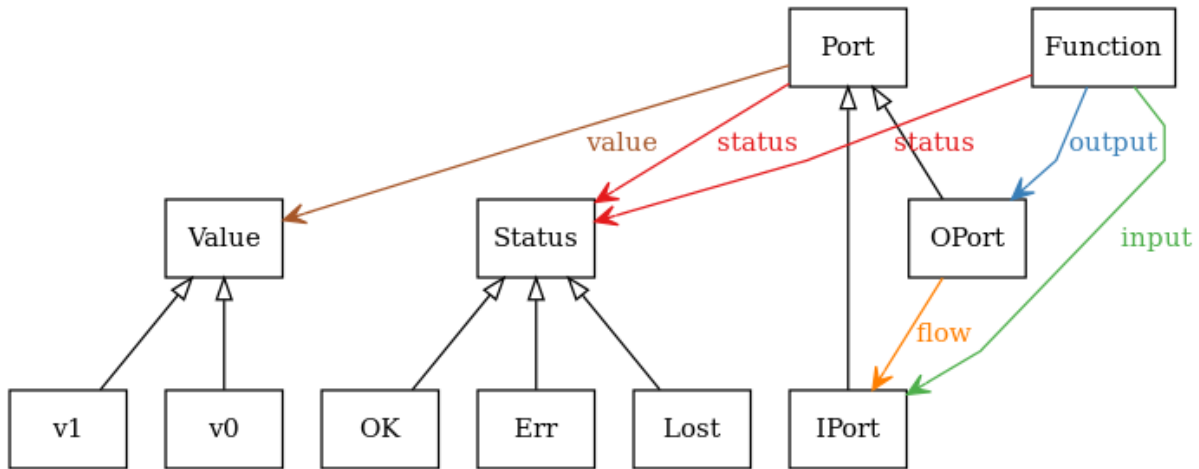 Port
Function
value
status
status
output
Value
Status
OPort
input
flow
v1
v0
OK
Err
Lost
IPort